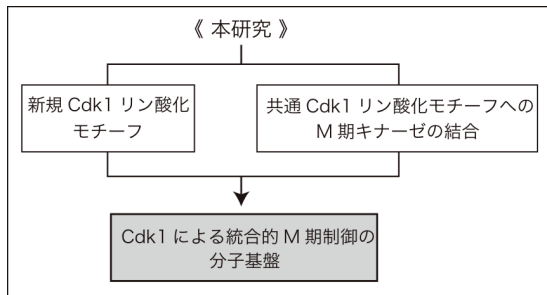 《 本研究 》
新規 Cdk1 リン酸化
モチーフ
共通 Cdk1 リン酸化モチーフへの
M 期キナーゼの結合
Cdk1 による統合的 M 期制御の
分子基盤